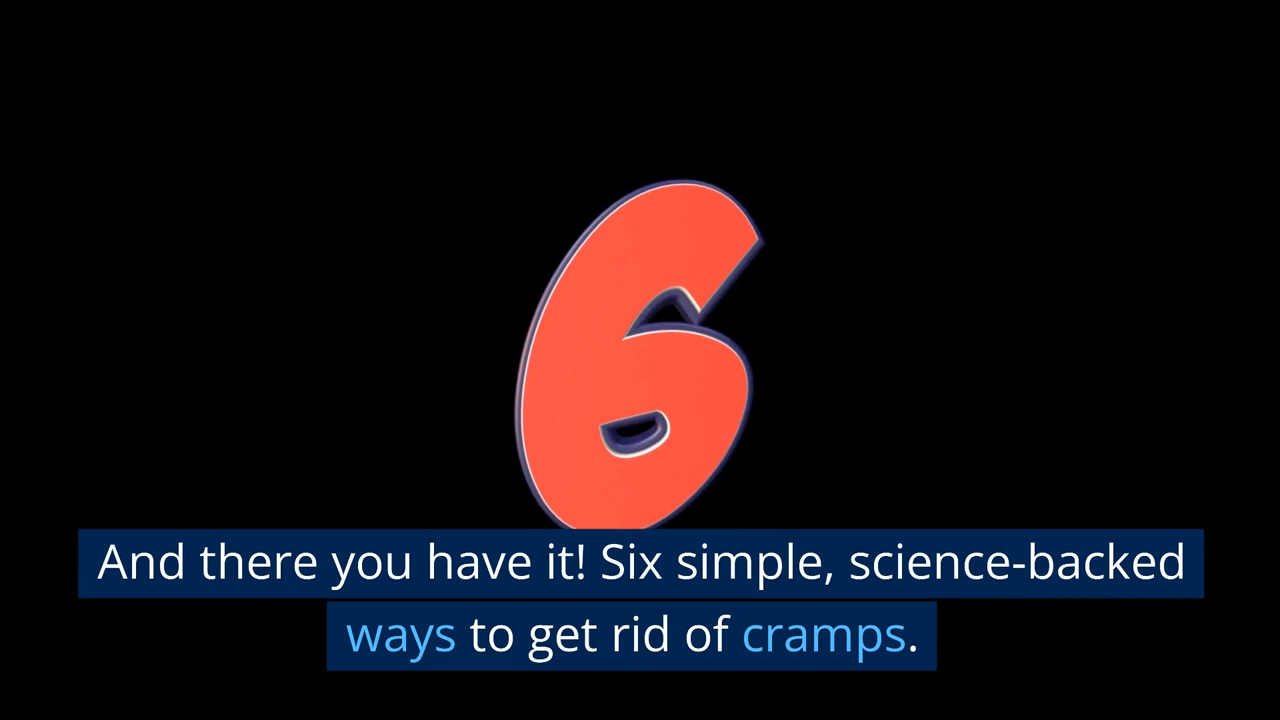 6
And there you have it! Six simple, science-backed
ways to get rid of cramps.